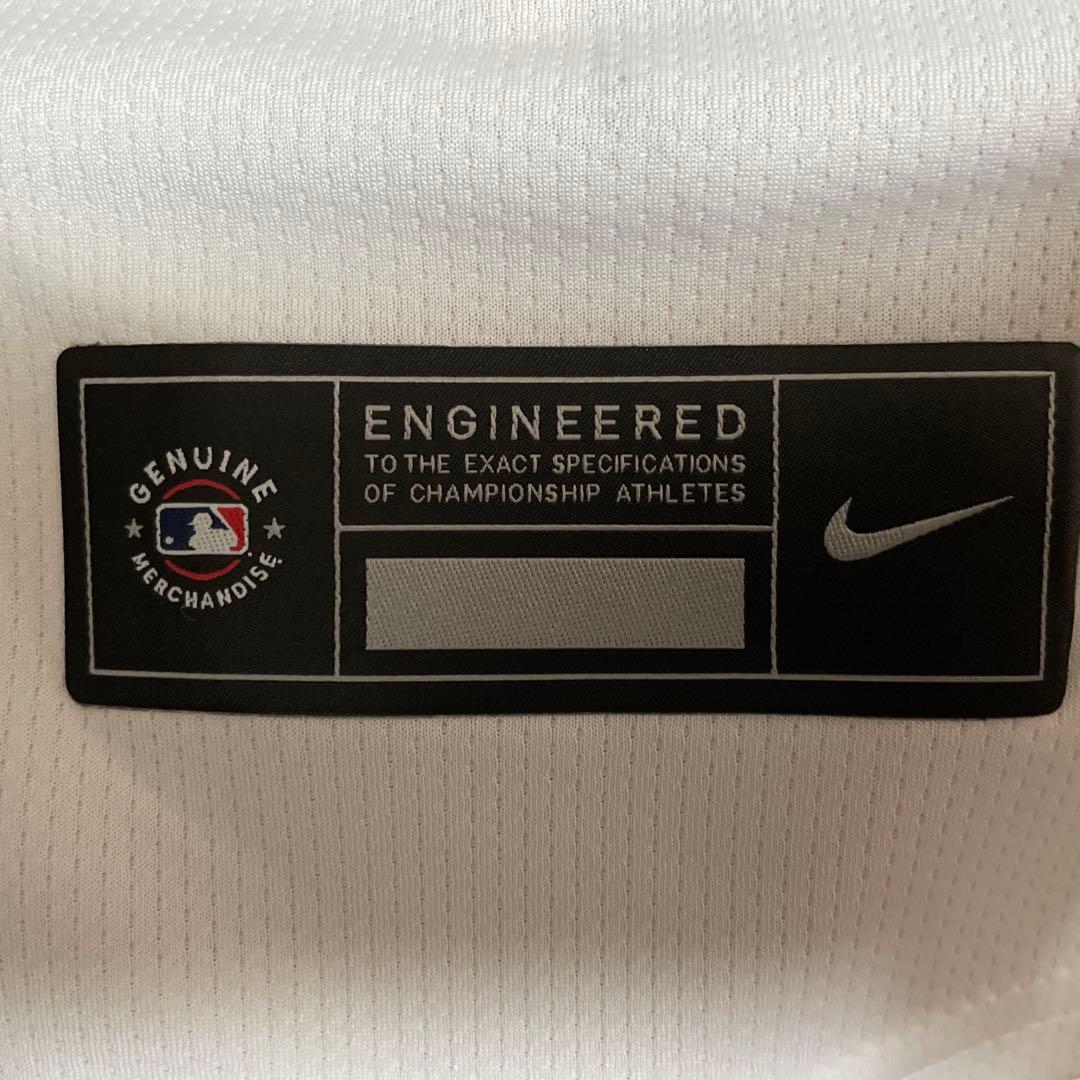 GENUINE
MERCHANDISE
ENGINEERED
TO THE EXACT SPECIFICATIONS
OF CHAMPIONSHIP ATHLETES